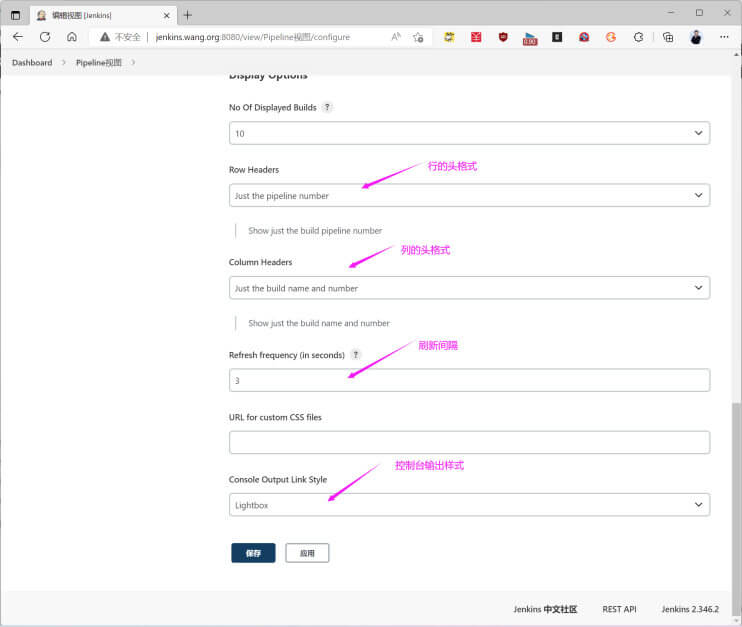 编辑视图 [Jenkins]
不安全 jenkins.wang.org:8080/view/Pipeline视图/configure
0.90
Dashboard Pipeline视图
Display Options
No Of Displayed Builds ?
10
Row Headers
行的头格式
Just the pipeline number
Show just the build pipeline number
列的头格式
Column Headers
Just the build name and number
Show just the build name and number
刷新间隔
Refresh frequency (in seconds) ?
3
URL for custom CSS files
控制台输出样式
Console Output Link Style
Lightbox
保存 应用
Jenkins 中文社区 REST API Jenkins 2.346.2